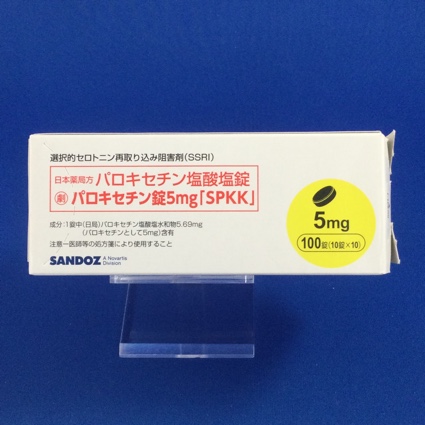 選択的セロトニン再取り込み阻害剤(SSRI)
日本薬局方 パロキセチン塩酸塩錠
劇 パロキセチン錠5mg「SPKK」
成分:1錠中(日局)パロキセチン塩酸塩水和物5.69mg
(パロキセチンとして5mg)含有
注意-医師等の処方箋により使用すること
SANDOZ A Novartis
Division
5mg
100錠(10錠×10)